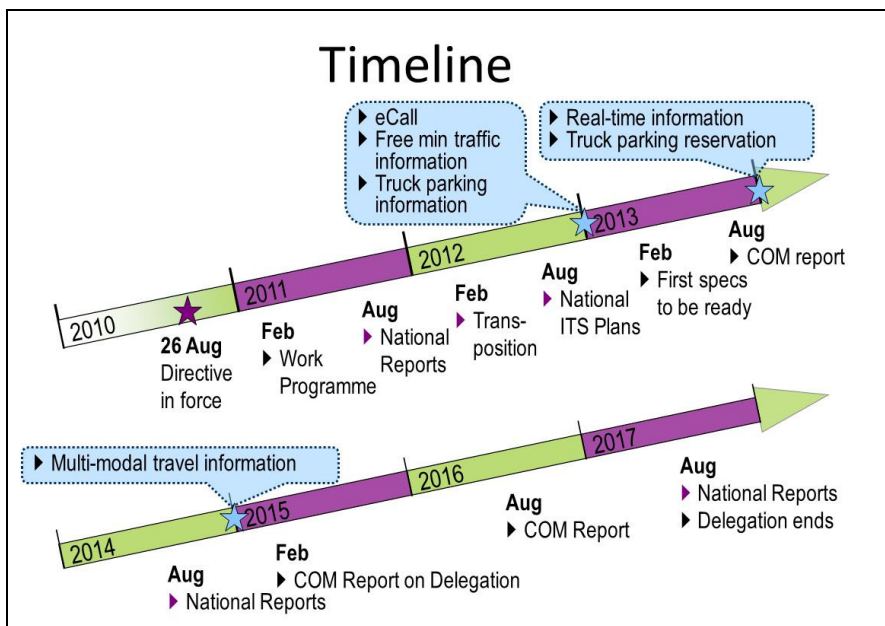 Timeline
▶ eCall
▶ Free min traffic
information
▶ Truck parking
information
▶ Real-time information
▶ Truck parking reservation
2010
2011
2012
2013
26 Aug
Directive
in force
Feb
▶ Work
Programme
Aug
▶ National
Reports
Feb
▶ Trans-
position
Aug
▶ National
ITS Plans
Feb
▶ First specs
to be ready
Aug
▶ COM report
▶ Multi-modal travel information
2014
2015
2016
2017
Aug
▶ National Reports
Feb
▶ COM Report on Delegation
Aug
▶ COM Report
Aug
▶ National Reports
▶ Delegation ends